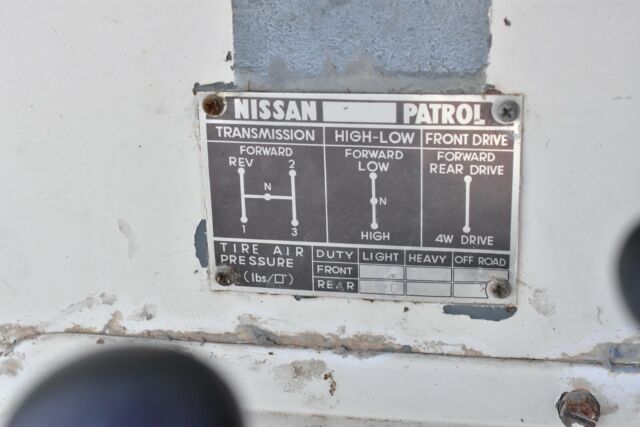 NISSAN PATROL
TRANSMISSION HIGH-LOW FRONT DRIVE
FORWARD FORWARD FORWARD
REV 2 LOW REAR DRIVE
N N
1 3 HIGH 4W DRIVE
TIRE AIR PRESSURE (lbs/□") DUTY LIGHT HEAVY OFF ROAD
FRONT
REAR